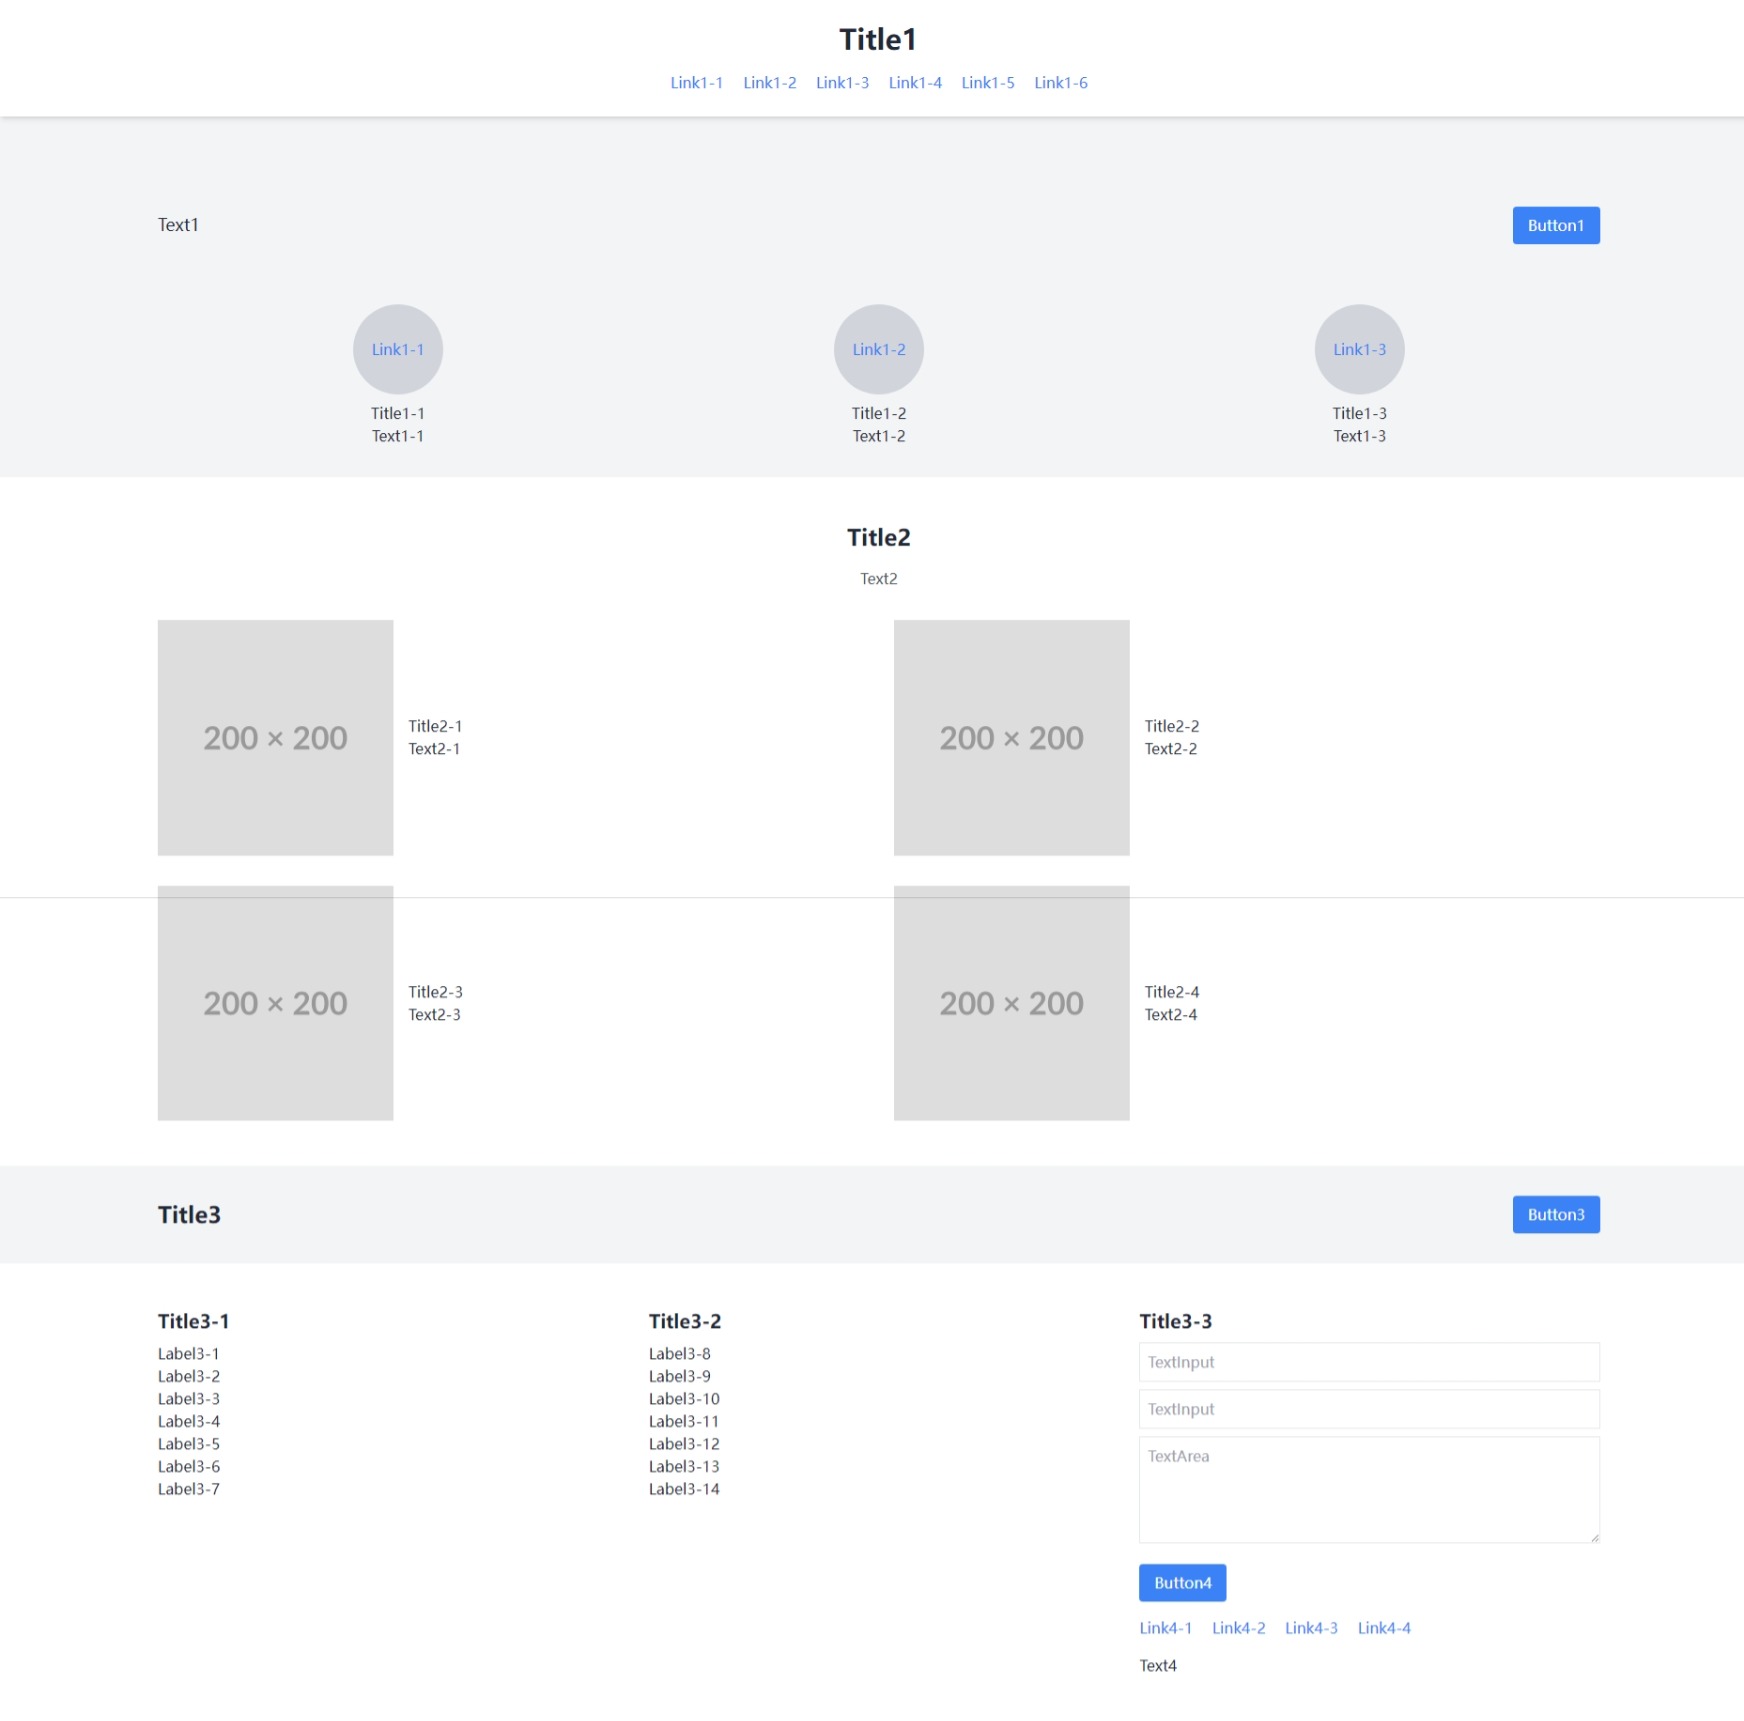 Title1
Link1-1 Link1-2 Link1-3 Link1-4 Link1-5 Link1-6
Text1
Button1
Link1-1
Title1-1
Text1-1
Link1-2
Title1-2
Text1-2
Link1-3
Title1-3
Text1-3
Title2
Text2
200 × 200
Title2-1
Text2-1
200 × 200
Title2-2
Text2-2
200 × 200
Title2-3
Text2-3
200 × 200
Title2-4
Text2-4
Title3
Button3
Title3-1
Label3-1
Label3-2
Label3-3
Label3-4
Label3-5
Label3-6
Label3-7
Title3-2
Label3-8
Label3-9
Label3-10
Label3-11
Label3-12
Label3-13
Label3-14
Title3-3
TextInput
TextInput
TextArea
Button4
Link4-1 Link4-2 Link4-3 Link4-4
Text4